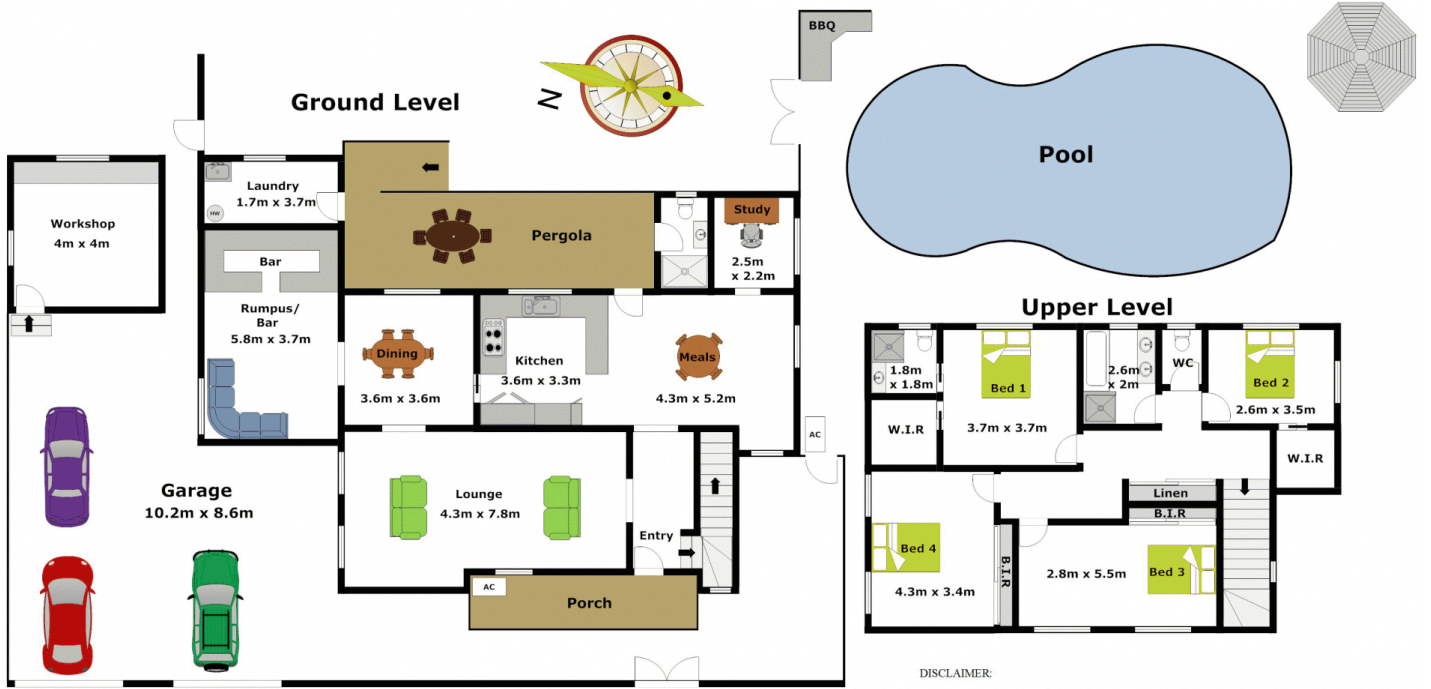 BBQ
Ground Level
N
Pool
Laundry
1.7m x 3.7m
HW
Workshop
4m x 4m
Study
2.5m
x 2.2m
Pergola
Bar
Rumpus/
Bar
5.8m x 3.7m
Dining
3.6m x 3.6m
Kitchen
3.6m x 3.3m
Meals
4.3m x 5.2m
AC
Garage
10.2m x 8.6m
Lounge
4.3m x 7.8m
Entry
AC
Porch
Upper Level
1.8m
x 1.8m
W.I.R
Bed 1
3.7m x 3.7m
2.6m
x 2m
WC
Bed 2
2.6m x 3.5m
W.I.R
Linen
B.I.R
Bed 4
4.3m x 3.4m
B.I.R
2.8m x 5.5m
Bed 3
DISCLAIMER: